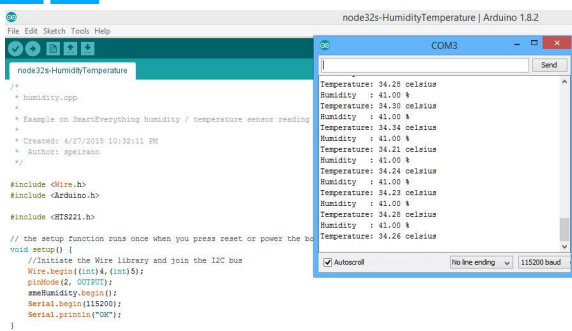 node32s-HumidityTemperature | Arduino 1.8.2
File Edit Sketch Tools Help
node32s-HumidityTemperature
/*
 * humidity.cpp
 *
 * Example on SmartEverything humidity / temperature sensor reading
 *
 * Created: 4/27/2015 10:32:11 PM
 *  Author: speirano
 */
#include <Wire.h>
#include <Arduino.h>
#include <HTS221.h>
// the setup function runs once when you press reset or power the bo
void setup() {
    //Initiate the Wire library and join the I2C bus
    Wire.begin((int)4,(int)5);
    pinMode(2, OUTPUT);
    smeHumidity.begin();
    Serial.begin(115200);
    Serial.println("OK");
}
COM3
Send
Temperature: 34.28 celsius
Humidity   : 41.00 %
Temperature: 34.30 celsius
Humidity   : 41.00 %
Temperature: 34.34 celsius
Humidity   : 41.00 %
Temperature: 34.21 celsius
Humidity   : 41.00 %
Temperature: 34.24 celsius
Humidity   : 41.00 %
Temperature: 34.23 celsius
Humidity   : 41.00 %
Temperature: 34.28 celsius
Humidity   : 41.00 %
Temperature: 34.26 celsius
Autoscroll
No line ending
115200 baud